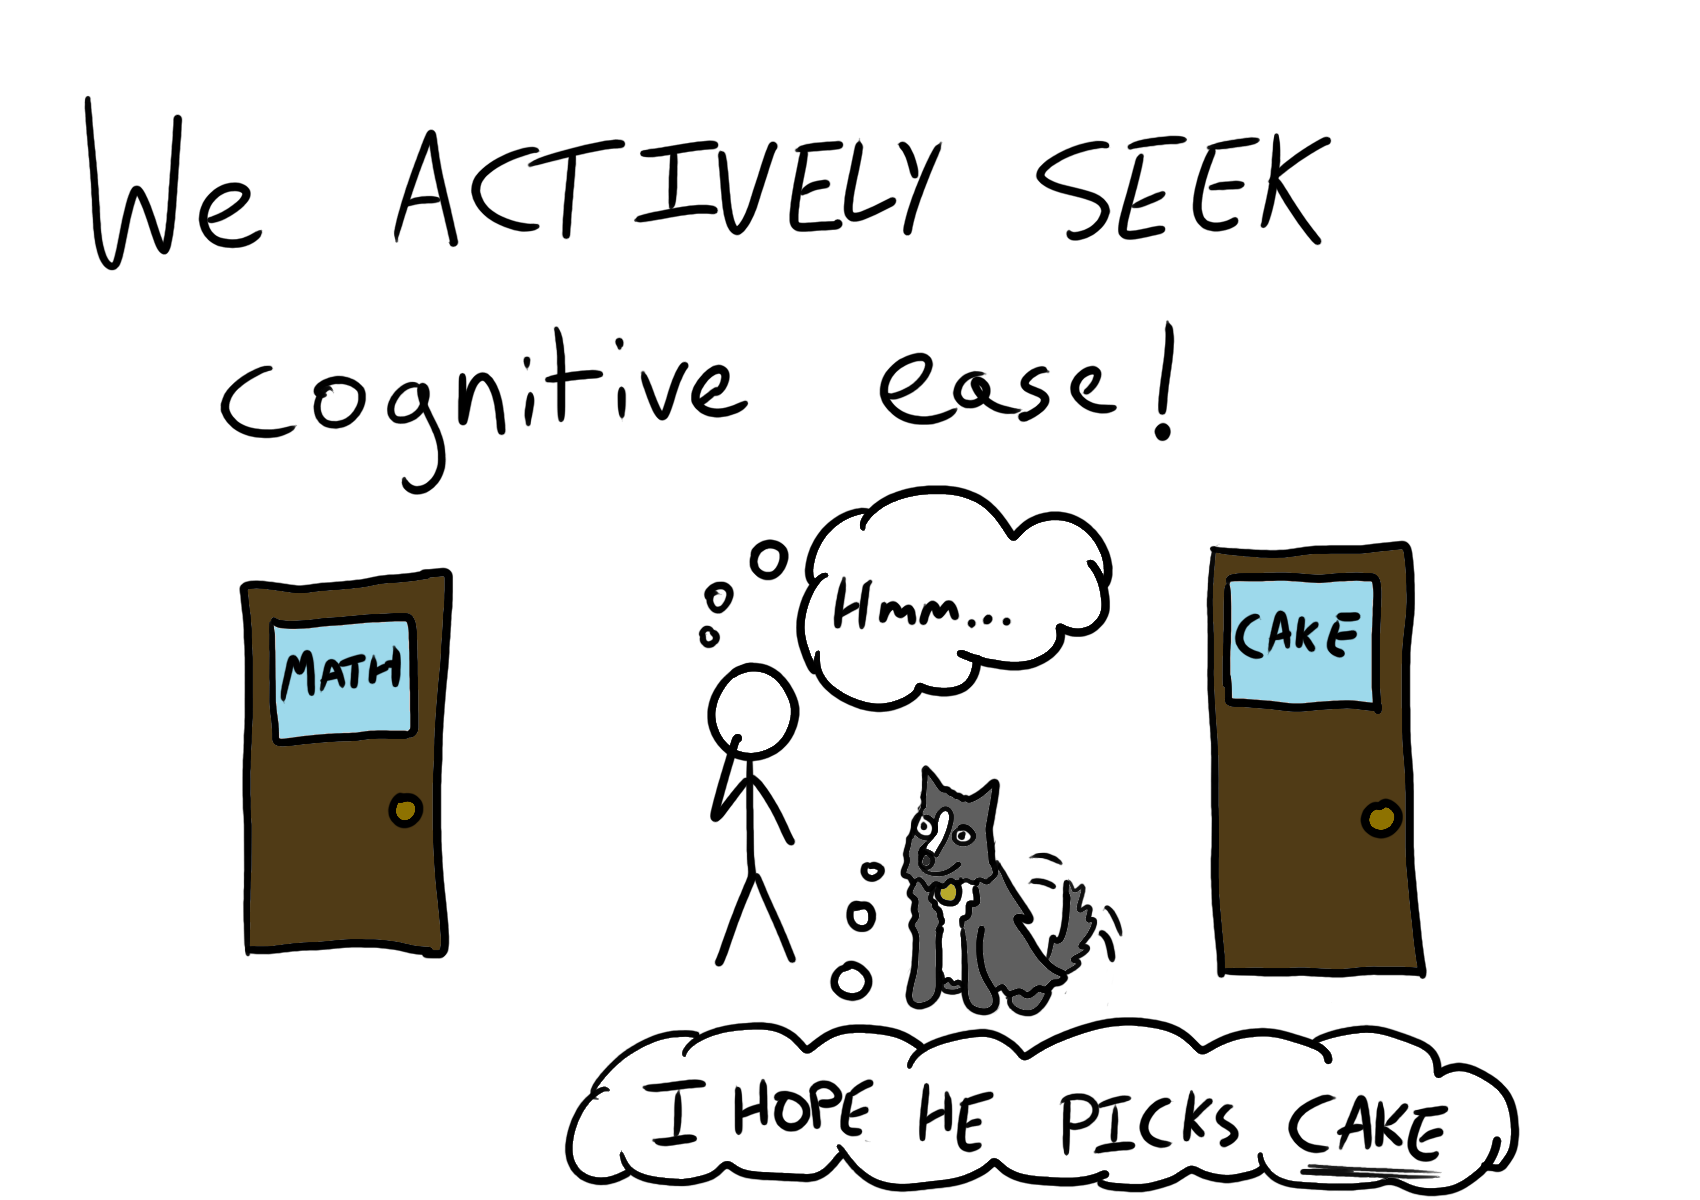 We ACTIVELY SEEK
cognitive ease!
Hmm...
MATH
CAKE
I HOPE HE PICKS CAKE